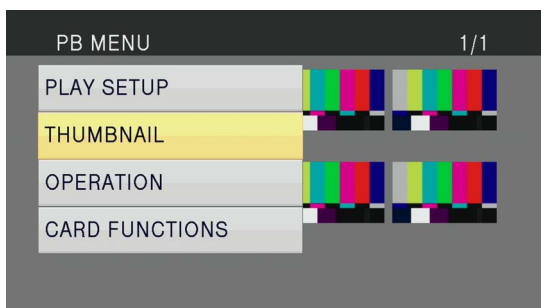 PB MENU 1/1
PLAY SETUP
THUMBNAIL
OPERATION
CARD FUNCTIONS